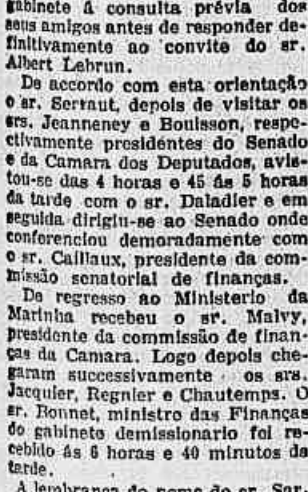 gabinete á consulta prévia dos
seus amigos antes de responder de-
finitivamente ao convite do sr.
Albert Lebrun.
De accordo com esta orientação
o sr. Serraut, depois de visitar os
srs. Jeanneney e Bouisson, respe-
ctivamente presidentes do Senado
e da Camara dos Deputados, avis-
tou-se das 4 horas e 45 ás 5 horas
da tarde com o sr. Daladier e em
seguida dirigiu-se ao Senado onde
conferenciou demoradamente com
o sr. Caillaux, presidente da com-
missão senatorial de finanças.
De regresso ao Ministerio da
Marinha recebeu o sr. Malvy,
presidente da commissão de finan-
ças da Camara. Logo depois che-
garam successivamente os srs.
Jacquier, Regnier e Chautemps. O
sr. Bonnet, ministro das Finanças
do gabinete demissionario foi re-
cebido ás 6 horas e 40 minutos da
tarde.
A lembrança do nome do sr. Sar-